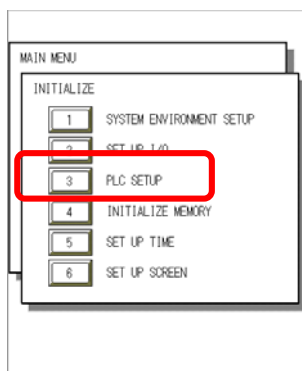 MAIN MENU
INITIALIZE
1 SYSTEM ENVIRONMENT SETUP
2 SET UP I/O
3 PLC SETUP
4 INITIALIZE MEMORY
5 SET UP TIME
6 SET UP SCREEN